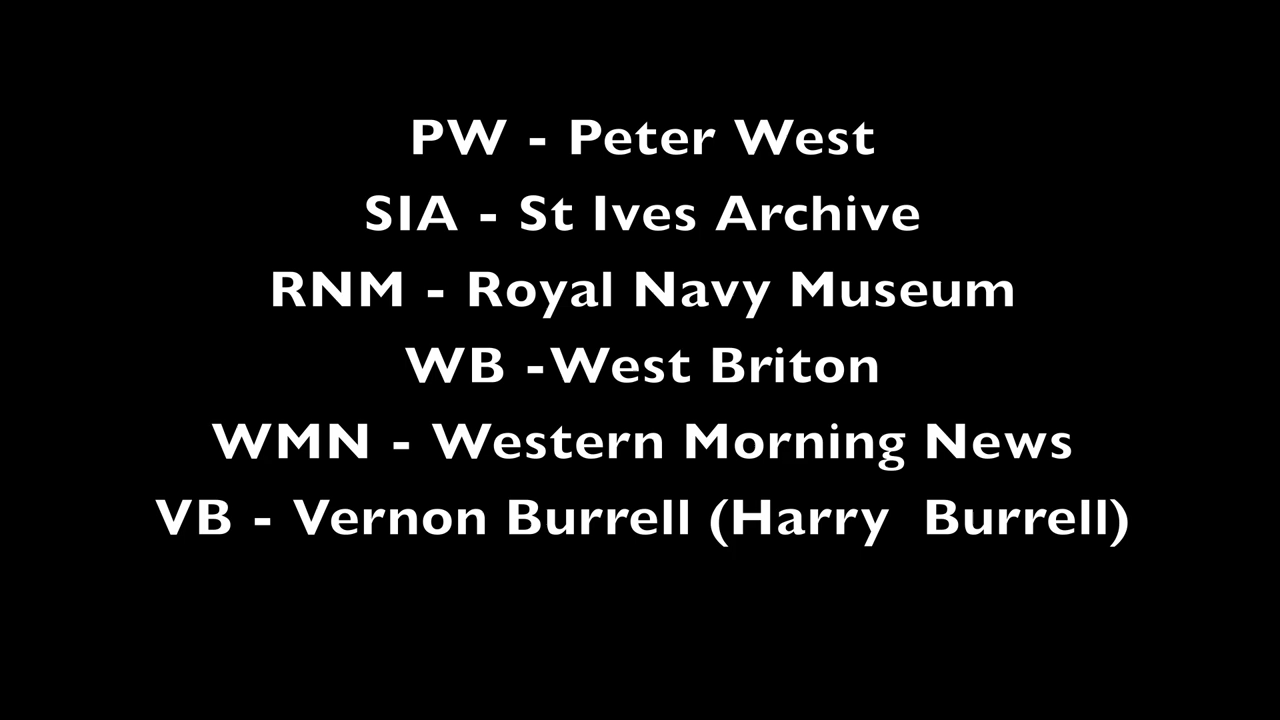 PW - Peter West
SIA - St Ives Archive
RNM - Royal Navy Museum
WB -West Briton
WMN - Western Morning News
VB - Vernon Burrell (Harry  Burrell)